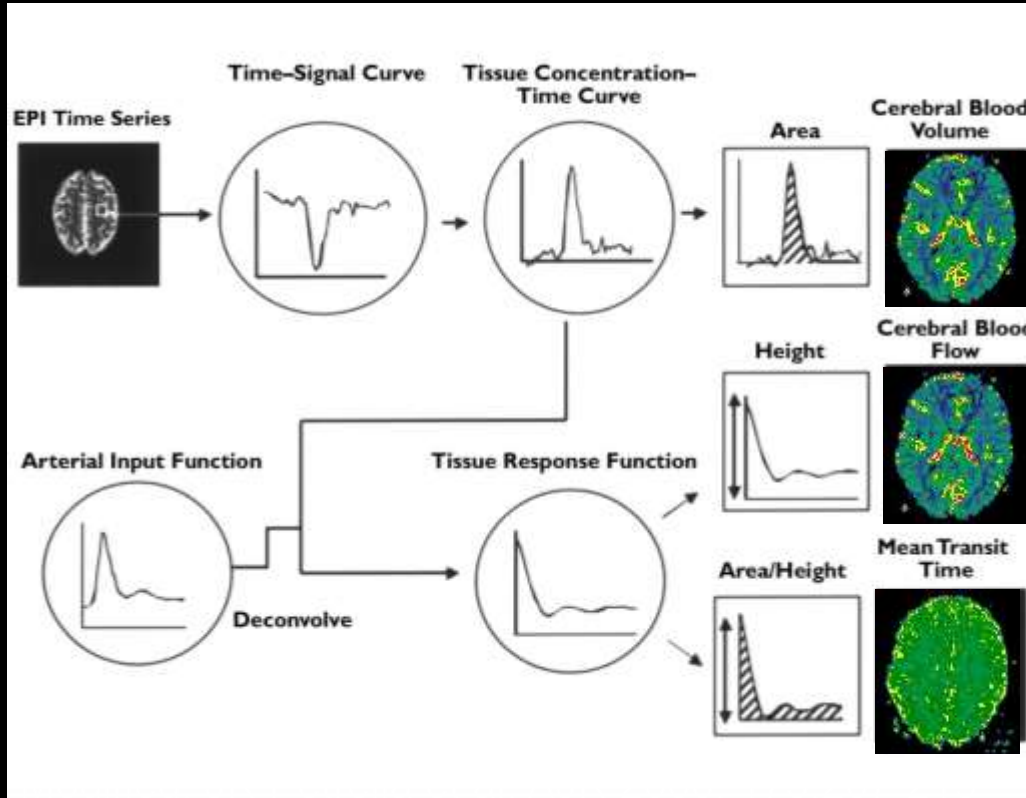 Time–Signal Curve
Tissue Concentration–
Time Curve
EPI Time Series
Area
Cerebral Blood
Volume
Height
Cerebral Blood
Flow
Arterial Input Function
Tissue Response Function
Deconvolve
Area/Height
Mean Transit
Time